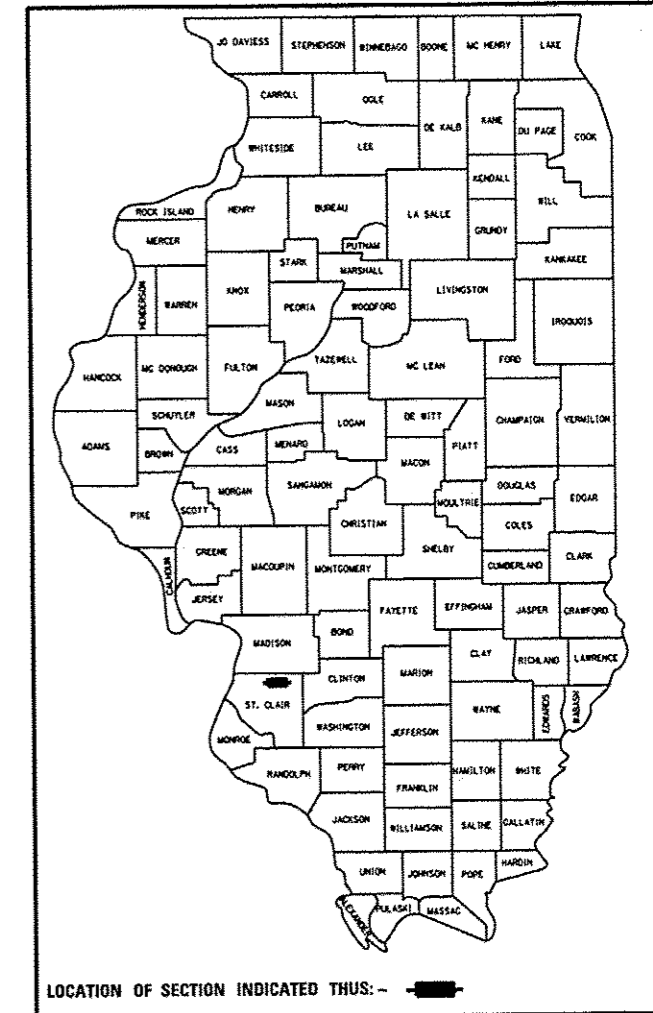 JO DAVIESS STEPHENSON WINNEBAGO BOONE MC HENRY LAKE
CARROLL OGLE DE KALB KANE DU PAGE COOK
WHITESIDE LEE
KENDALL WILL
ROCK ISLAND HENRY BUREAU LA SALLE GRUNDY
MERCER PUTNAM
STARK MARSHALL KANKAKEE
HENDERSON WARREN KNOX PEORIA WOODFORD LIVINGSTON IROQUOIS
HANCOCK MC DONOUGH FULTON TAZEWELL MC LEAN FORD
SCHUYLER MASON LOGAN DE WITT CHAMPAIGN VERMILION
ADAMS BROWN CASS MENARD PIATT
MACON
PIKE SCOTT MORGAN SANGAMON MOULTRIE DOUGLAS EDGAR
CHRISTIAN COLES
GREENE MACOUPIN MONTGOMERY SHELBY CUMBERLAND CLARK
CALHOUN JERSEY
FAYETTE EFFINGHAM JASPER CRAWFORD
MADISON BOND
CLAY RICHLAND LAWRENCE
CLINTON MARION
ST. CLAIR WAYNE EDWARDS WABASH
MONROE WASHINGTON JEFFERSON
RANDOLPH PERRY HAMILTON WHITE
FRANKLIN
JACKSON WILLIAMSON SALINE GALLATIN
UNION JOHNSON POPE HARDIN
ALEXANDER PULASKI MASSAC
LOCATION OF SECTION INDICATED THUS: -